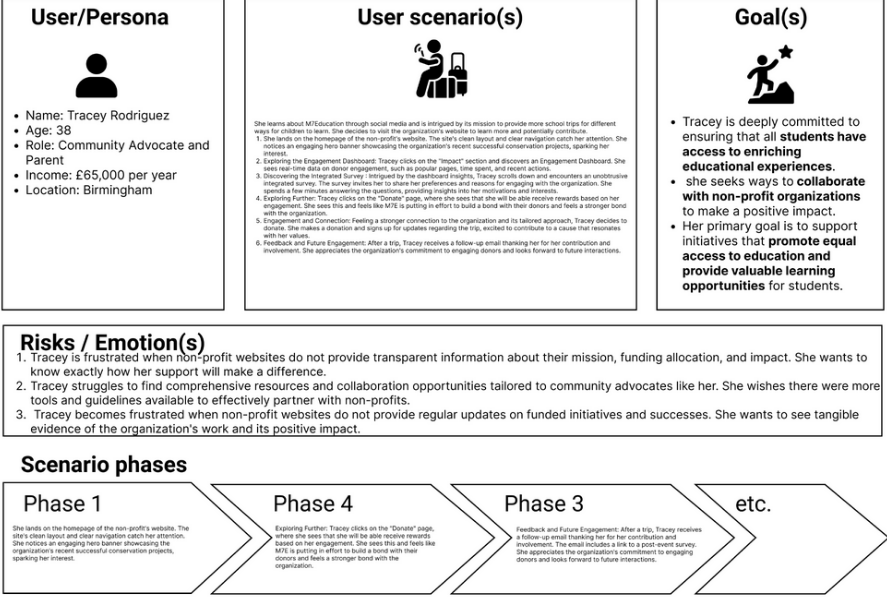 User/Persona
Name: Tracey Rodriguez
Age: 38
Role: Community Advocate and
Parent
Income: £65,000 per year
Location: Birmingham
User scenario(s)
She learns about M7Education through social media and is intrigued by its mission to provide more school trips for different
ways for children to learn. She decides to visit the organization's website to learn more and potentially contribute.
1. She lands on the homepage of the non-profit's website. The site's clean layout and clear navigation catch her attention. She
notices an engaging hero banner showcasing the organization's recent successful conservation projects, sparking her
interest.
2. Exploring the Engagement Dashboard: Tracey clicks on the "Impact" section and discovers an Engagement Dashboard. She
sees real-time data on donor engagement, such as popular pages, time spent, and recent actions.
3. Discovering the Integrated Survey : Intrigued by the dashboard insights, Tracey scrolls down and encounters an unobtrusive
integrated survey. The survey invites her to share her preferences and reasons for engaging with the organization. She
spends a few minutes answering the questions, providing insights into her motivations and interests.
4. Exploring Further: Tracey clicks on the "Donate" page, where she sees that she will be able receive rewards based on her
engagement. She sees this and feels like M7E is putting in effort to build a bond with their donors and feels a stronger bond
with the organization.
5. Engagement and Connection: Feeling a stronger connection to the organization and its tailored approach, Tracey decides to
donate. She makes a donation and signs up for updates regarding the trip, excited to contribute to a cause that resonates
with her values.
6. Feedback and Future Engagement: After a trip, Tracey receives a follow-up email thanking her for her contribution and
involvement. She appreciates the organization's commitment to engaging donors and looks forward to future interactions.
Goal(s)
Tracey is deeply committed to
ensuring that all students have
access to enriching
educational experiences.
she seeks ways to collaborate
with non-profit organizations
to make a positive impact.
Her primary goal is to support
initiatives that promote equal
access to education and
provide valuable learning
opportunities for students.
Risks / Emotion(s)
1. Tracey is frustrated when non-profit websites do not provide transparent information about their mission, funding allocation, and impact. She wants to
know exactly how her support will make a difference.
2. Tracey struggles to find comprehensive resources and collaboration opportunities tailored to community advocates like her. She wishes there were more
tools and guidelines available to effectively partner with non-profits.
3. Tracey becomes frustrated when non-profit websites do not provide regular updates on funded initiatives and successes. She wants to see tangible
evidence of the organization's work and its positive impact.
Scenario phases
Phase 1
She lands on the homepage of the non-profit's website. The
site's clean layout and clear navigation catch her attention.
She notices an engaging hero banner showcasing the
organization's recent successful conservation projects,
sparking her interest.
Phase 4
Exploring Further: Tracey clicks on the "Donate" page,
where she sees that she will be able receive rewards
based on her engagement. She sees this and feels like
M7E is putting in effort to build a bond with their
donors and feels a stronger bond with the
organization.
Phase 3
Feedback and Future Engagement: After a trip, Tracey receives
a follow-up email thanking her for her contribution and
involvement. The email includes a link to a post-event survey.
She appreciates the organization's commitment to engaging
donors and looks forward to future interactions.
etc.